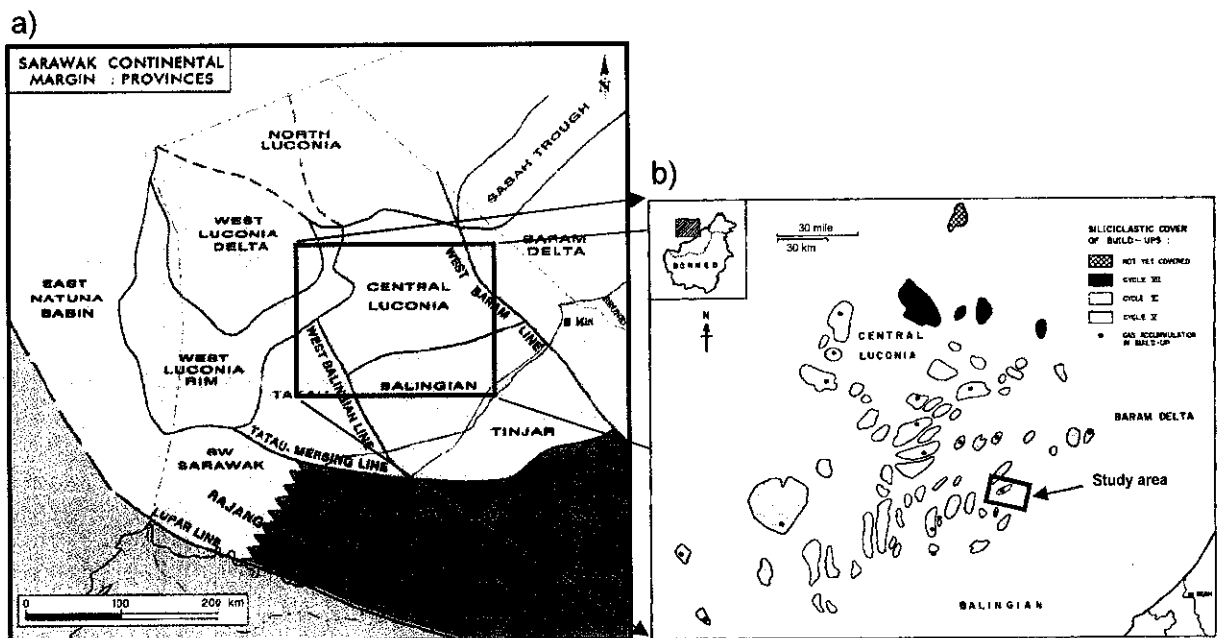 a)
SARAWAK CONTINENTAL
MARGIN : PROVINCES
N
NORTH
LUCONIA
SABAH TROUGH
WEST
LUCONIA
DELTA
BARAM
DELTA
EAST
NATUNA
BASIN
CENTRAL
LUCONIA
WEST BARAM LINE
WEST
LUCONIA
RIM
WEST BALINGIAN LINE
BALINGIAN
TINJAR
TATAU-MERSING LINE
SW
SARAWAK
RAJANG
LUPAR LINE
0 100 200 km
b)
BORNEO
30 mile
30 km
N
SILICICLASTIC COVER
OF BUILD-UPS :
NOT YET COVERED
CYCLE
CYCLE
CYCLE V
GAS ACCUMULATION
IN BUILD-UP
CENTRAL
LUCONIA
BARAM DELTA
Study area
BALINGIAN